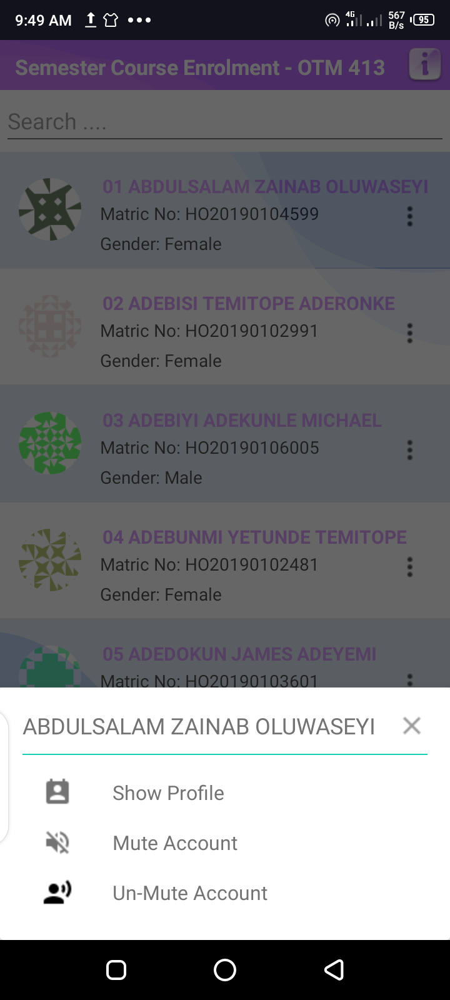 9:49 AM 4G 567 B/s 95
Semester Course Enrolment - OTM 413
Search ....
01 ABDULSALAM ZAINAB OLUWASEYI
Matric No: HO20190104599
Gender: Female
02 ADEBISI TEMITOPE ADERONKE
Matric No: HO20190102991
Gender: Female
03 ADEBIYI ADEKUNLE MICHAEL
Matric No: HO20190106005
Gender: Male
04 ADEBUNMI YETUNDE TEMITOPE
Matric No: HO20190102481
Gender: Female
05 ADEDOKUN JAMES ADEYEMI
Matric No: HO20190103601
ABDULSALAM ZAINAB OLUWASEYI
Show Profile
Mute Account
Un-Mute Account